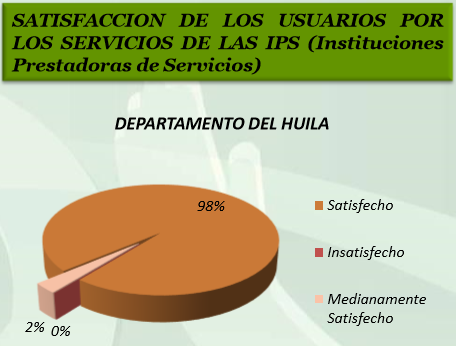 SATISFACCION DE LOS USUARIOS POR
LOS SERVICIOS DE LAS IPS (Instituciones
Prestadoras de Servicios)
DEPARTAMENTO DEL HUILA
98%
Satisfecho
Insatisfecho
Medianamente
Satisfecho
2%
0%